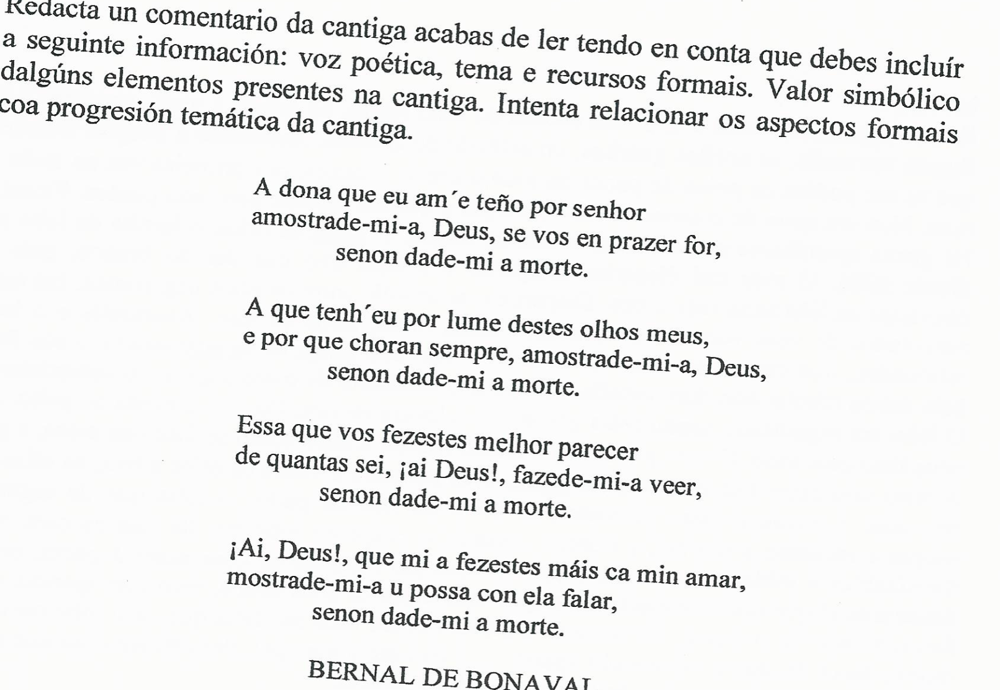 Redacta un comentario da cantiga acabas de ler tendo en conta que debes incluír
a seguinte información: voz poética, tema e recursos formais. Valor simbólico
dalgúns elementos presentes na cantiga. Intenta relacionar os aspectos formais
coa progresión temática da cantiga.
A dona que eu am´e teño por senhor
amostrade-mi-a, Deus, se vos en prazer for,
senon dade-mi a morte.
A que tenh´eu por lume destes olhos meus,
e por que choran sempre, amostrade-mi-a, Deus,
senon dade-mi a morte.
Essa que vos fezestes melhor parecer
de quantas sei, ¡ai Deus!, fazede-mi-a veer,
senon dade-mi a morte.
¡Ai, Deus!, que mi a fezestes máis ca min amar,
mostrade-mi-a u possa con ela falar,
senon dade-mi a morte.
BERNAL DE BONAVAL